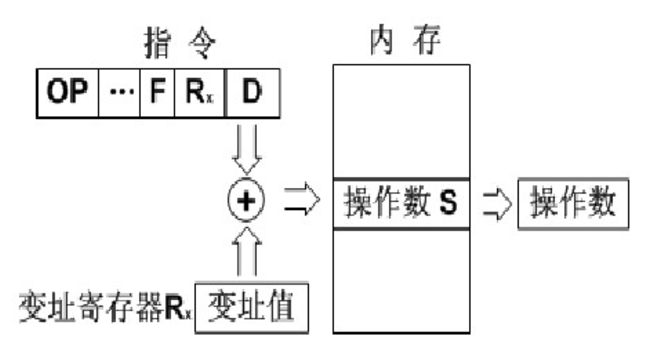 指 令
内 存
OP ··· F Rx D
+
操作数 S
操作数
变址寄存器Rx 变址值